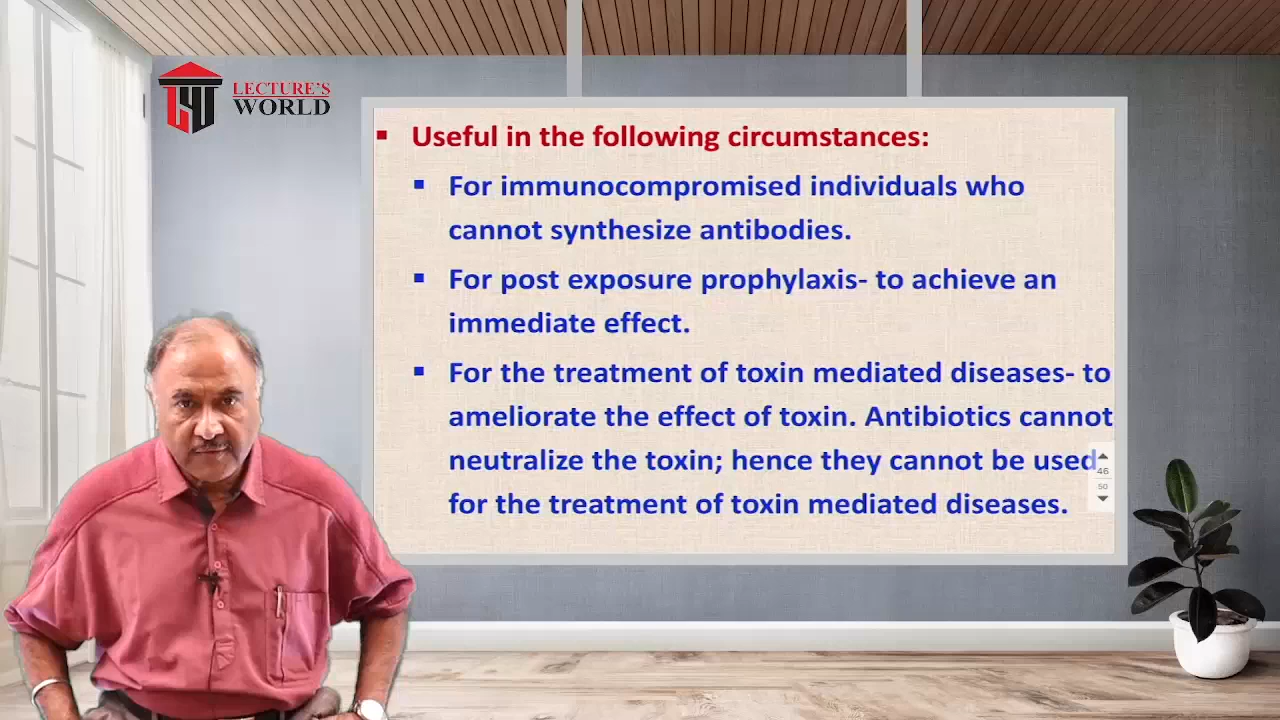 LECTURE'S
WORLD
Useful in the following circumstances:
For immunocompromised individuals who
cannot synthesize antibodies.
For post exposure prophylaxis- to achieve an
immediate effect.
For the treatment of toxin mediated diseases- to
ameliorate the effect of toxin. Antibiotics cannot
neutralize the toxin; hence they cannot be used
for the treatment of toxin mediated diseases.
46
50